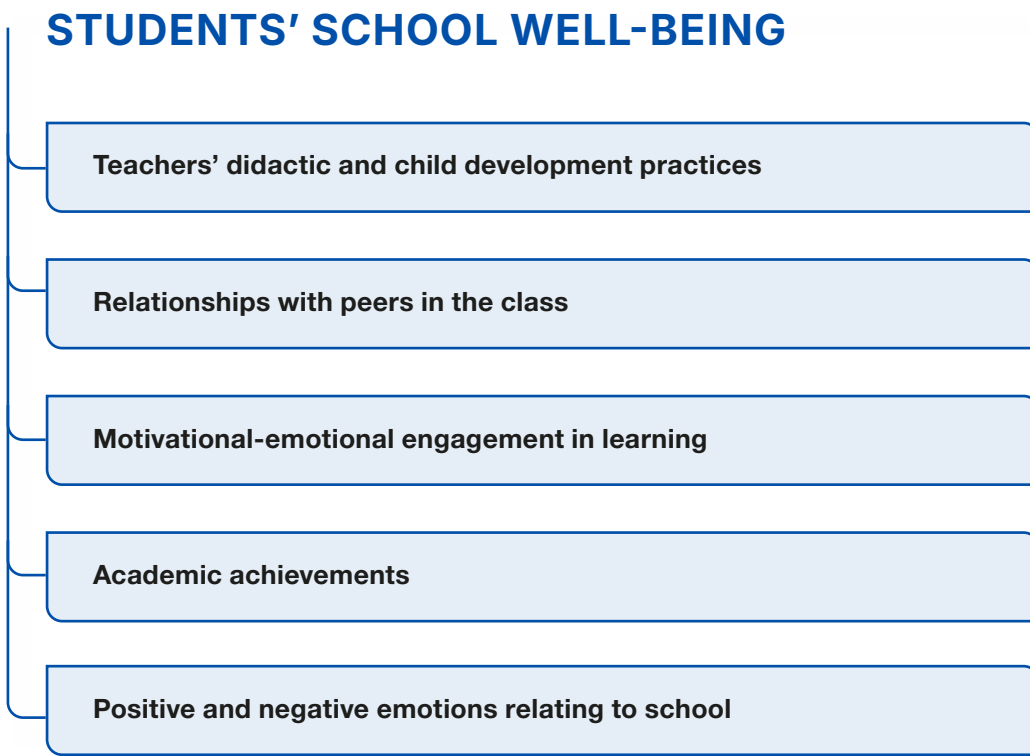 STUDENTS’ SCHOOL WELL-BEING
Teachers’ didactic and child development practices
Relationships with peers in the class
Motivational-emotional engagement in learning
Academic achievements
Positive and negative emotions relating to school